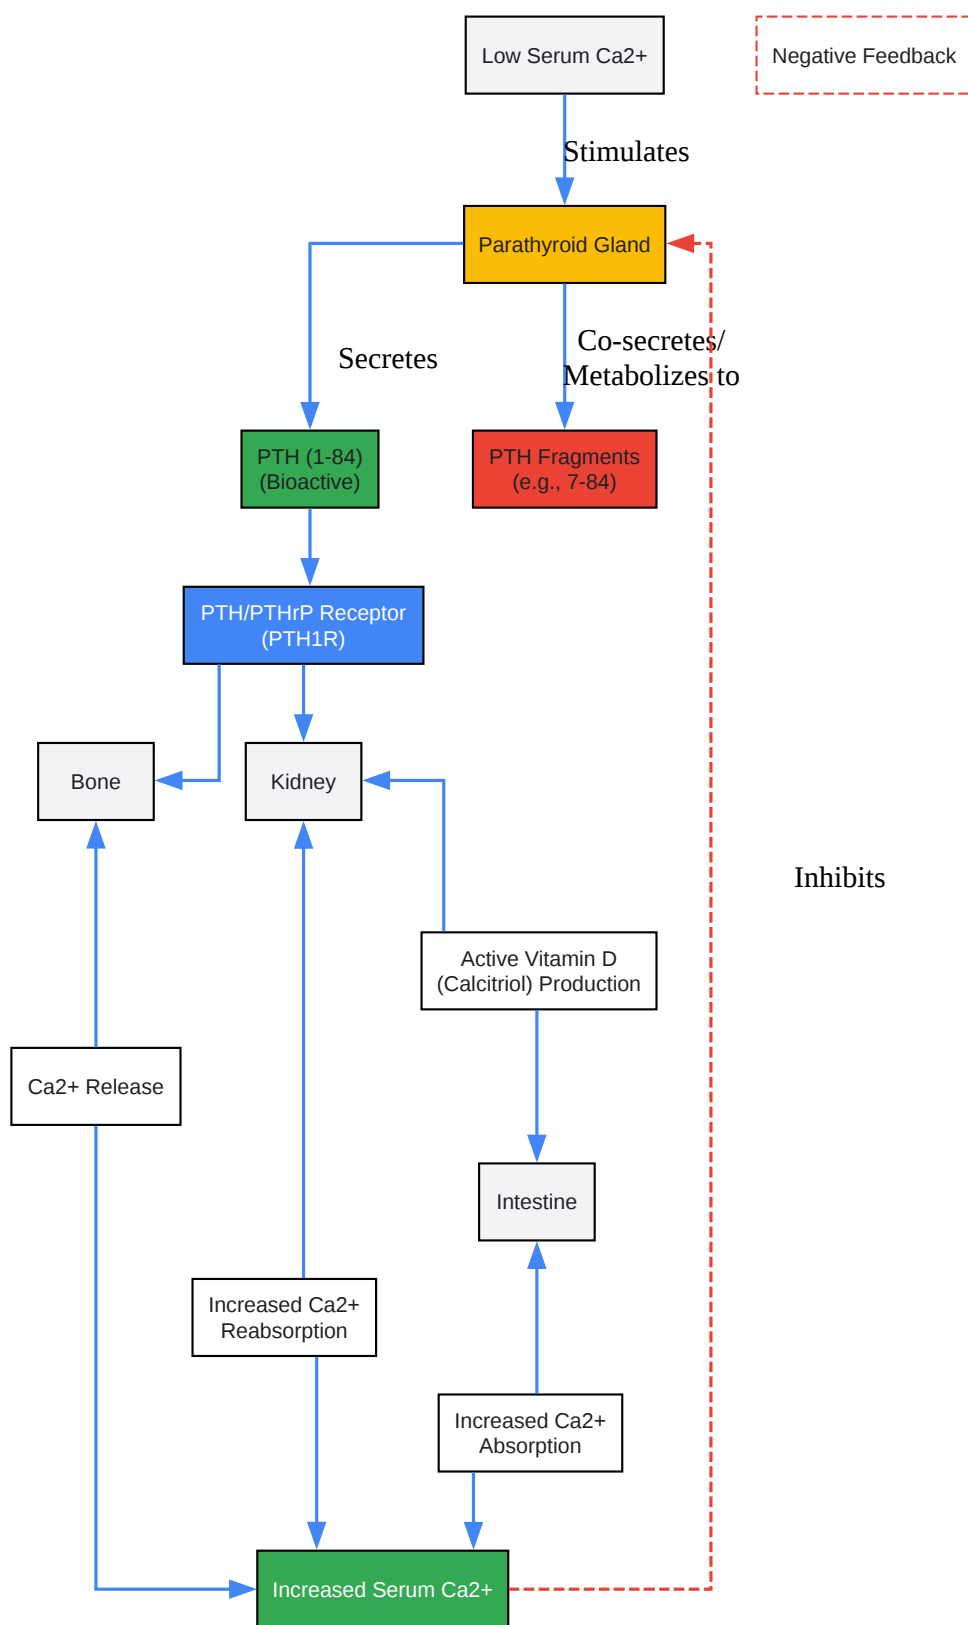 Low Serum Ca2+
Negative Feedback
Stimulates
Parathyroid Gland
Co-secretes/
Metabolizes to
Secretes
PTH (1-84)
(Bioactive)
PTH Fragments
(e.g., 7-84)
PTH/PTHrP Receptor
(PTH1R)
Bone
Kidney
Inhibits
Active Vitamin D
(Calcitriol) Production
Ca2+ Release
Intestine
Increased Ca2+
Reabsorption
Increased Ca2+
Absorption
Increased Serum Ca2+